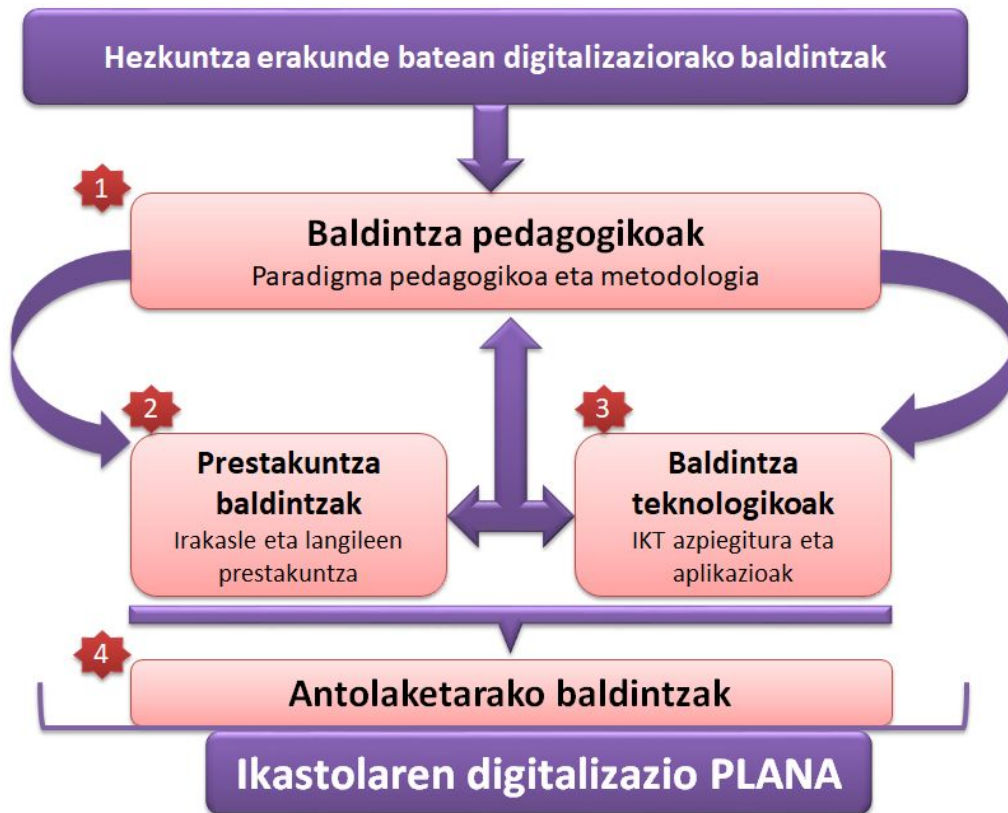 Hezkuntza erakunde batean digitalizaziorako baldintzak
1
Baldintza pedagogikoak
Paradigma pedagogikoa eta metodologia
2
Prestakuntza
baldintzak
Irakasle eta langileen
prestakuntza
3
Baldintza
teknologikoak
IKT azpiegitura eta
aplikazioak
4
Antolaketarako baldintzak
Ikastolaren digitalizazio PLANA